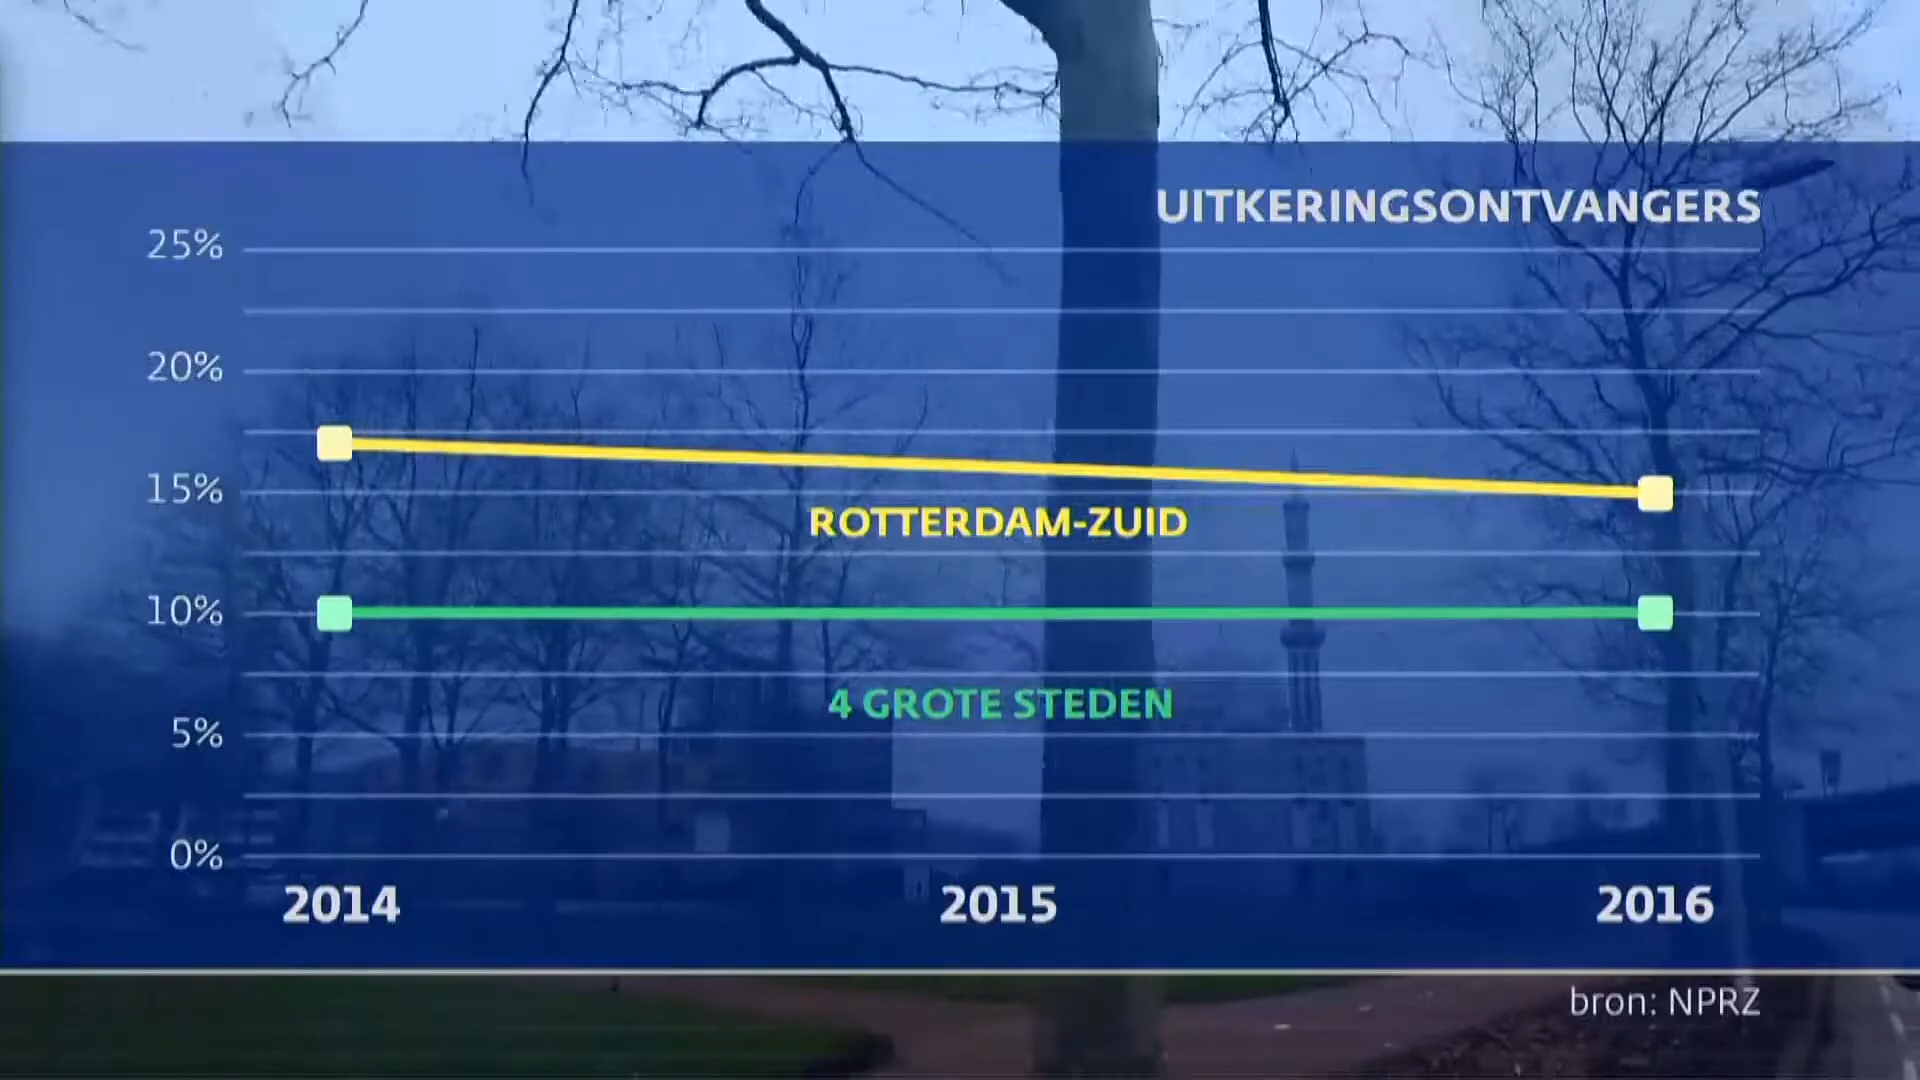 UITKERINGSONTVANGERS
25%
20%
15%
ROTTERDAM-ZUID
10%
4 GROTE STEDEN
5%
0%
2014 2015 2016
bron: NPRZ